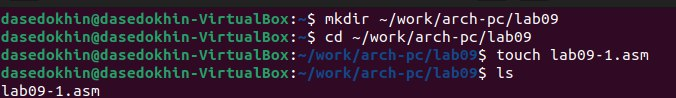 dasedokhin@dasedokhin-VirtualBox:~$ mkdir ~/work/arch-pc/lab09
dasedokhin@dasedokhin-VirtualBox:~$ cd ~/work/arch-pc/lab09
dasedokhin@dasedokhin-VirtualBox:~/work/arch-pc/lab09$ touch lab09-1.asm
dasedokhin@dasedokhin-VirtualBox:~/work/arch-pc/lab09$ ls
lab09-1.asm